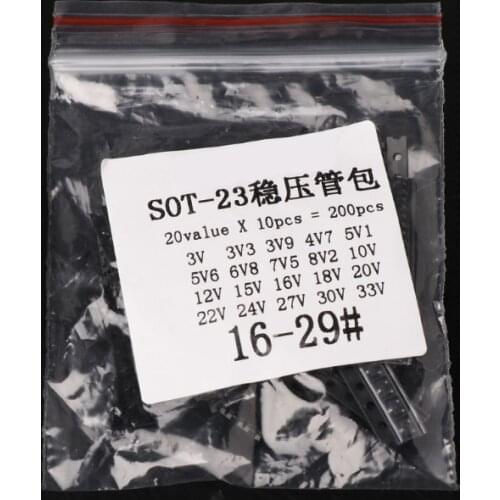 SOT-23稳压管包
20value X 10pcs = 200pcs
3V 3V3 3V9 4V7 5V1
5V6 6V8 7V5 8V2 10V
12V 15V 16V 18V 20V
22V 24V 27V 30V 33V
16-29#